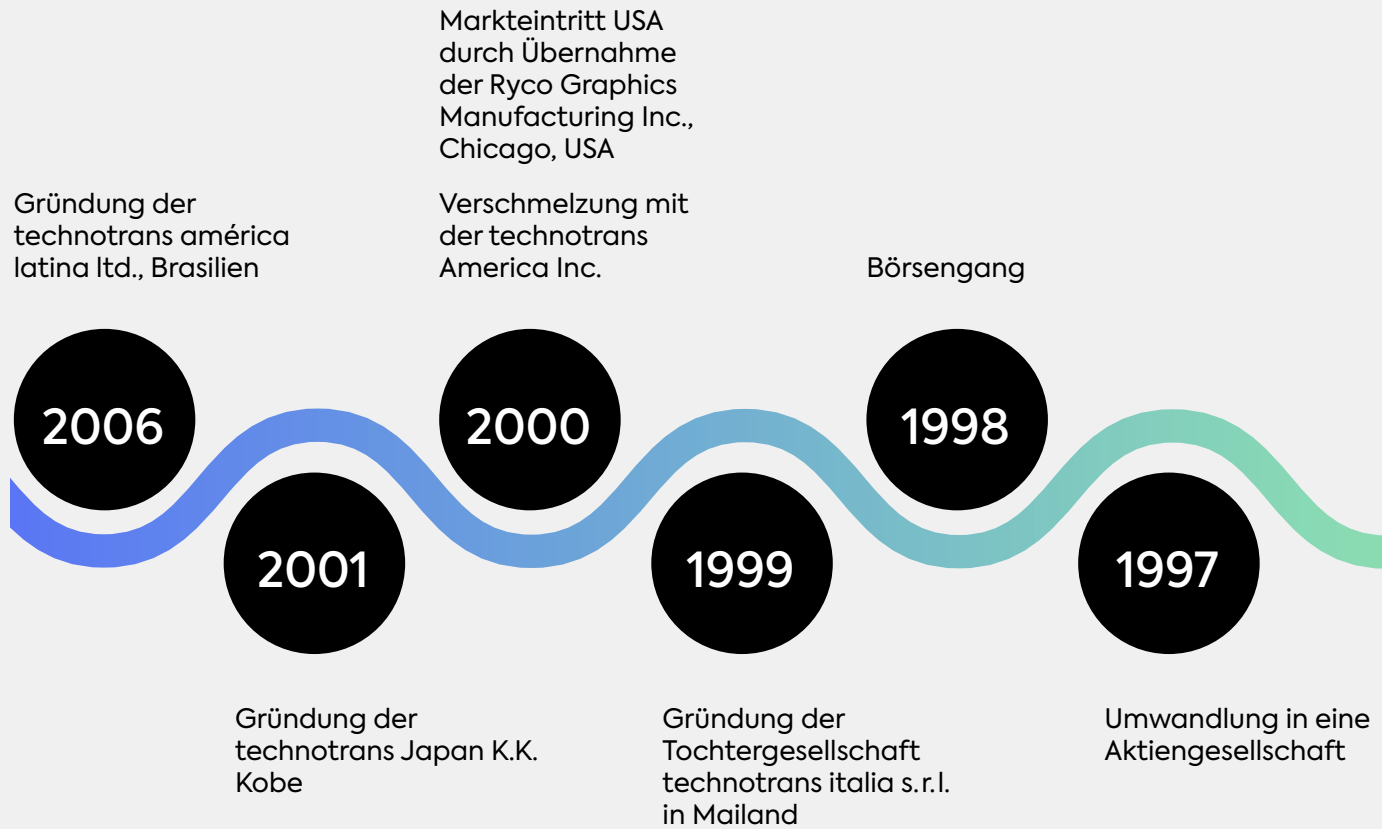 Gründung der
technotrans américa
latina ltd., Brasilien
2006
2001
Gründung der
technotrans Japan K.K.
Kobe
Markteintritt USA
durch Übernahme
der Ryco Graphics
Manufacturing Inc.,
Chicago, USA
Verschmelzung mit
der technotrans
America Inc.
2000
1999
Gründung der
Tochtergesellschaft
technotrans italia s.r.l.
in Mailand
Börsengang
1998
1997
Umwandlung in eine
Aktiengesellschaft